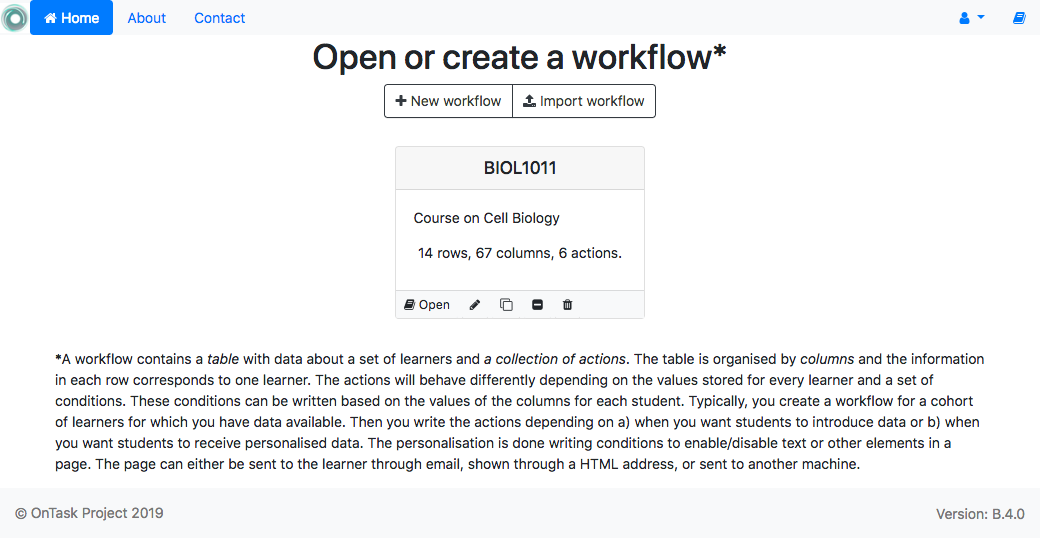 Home About Contact
Open or create a workflow*
New workflow Import workflow
BIOL1011
Course on Cell Biology
14 rows, 67 columns, 6 actions.
Open
*A workflow contains a table with data about a set of learners and a collection of actions. The table is organised by columns and the information
in each row corresponds to one learner. The actions will behave differently depending on the values stored for every learner and a set of
conditions. These conditions can be written based on the values of the columns for each student. Typically, you create a workflow for a cohort
of learners for which you have data available. Then you write the actions depending on a) when you want students to introduce data or b) when
you want students to receive personalised data. The personalisation is done writing conditions to enable/disable text or other elements in a
page. The page can either be sent to the learner through email, shown through a HTML address, or sent to another machine.
© OnTask Project 2019 Version: B.4.0